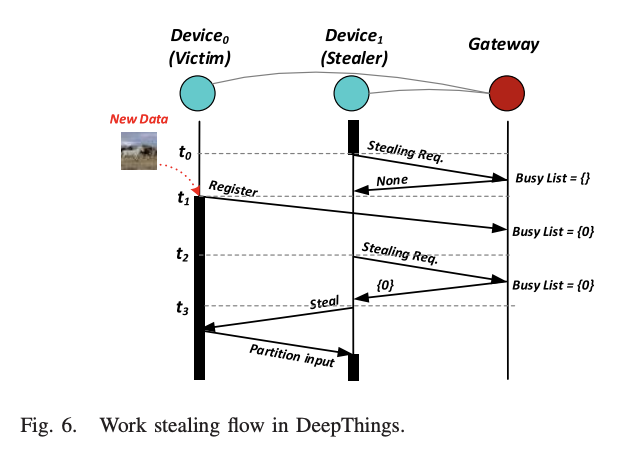 Device0
(Victim)
Device1
(Stealer)
Gateway
New Data
t0
Stealing Req.
None
Busy List = {}
t1
Register
Busy List = {0}
t2
Stealing Req.
{0}
Busy List = {0}
t3
Steal
Partition input
Fig. 6. Work stealing flow in DeepThings.